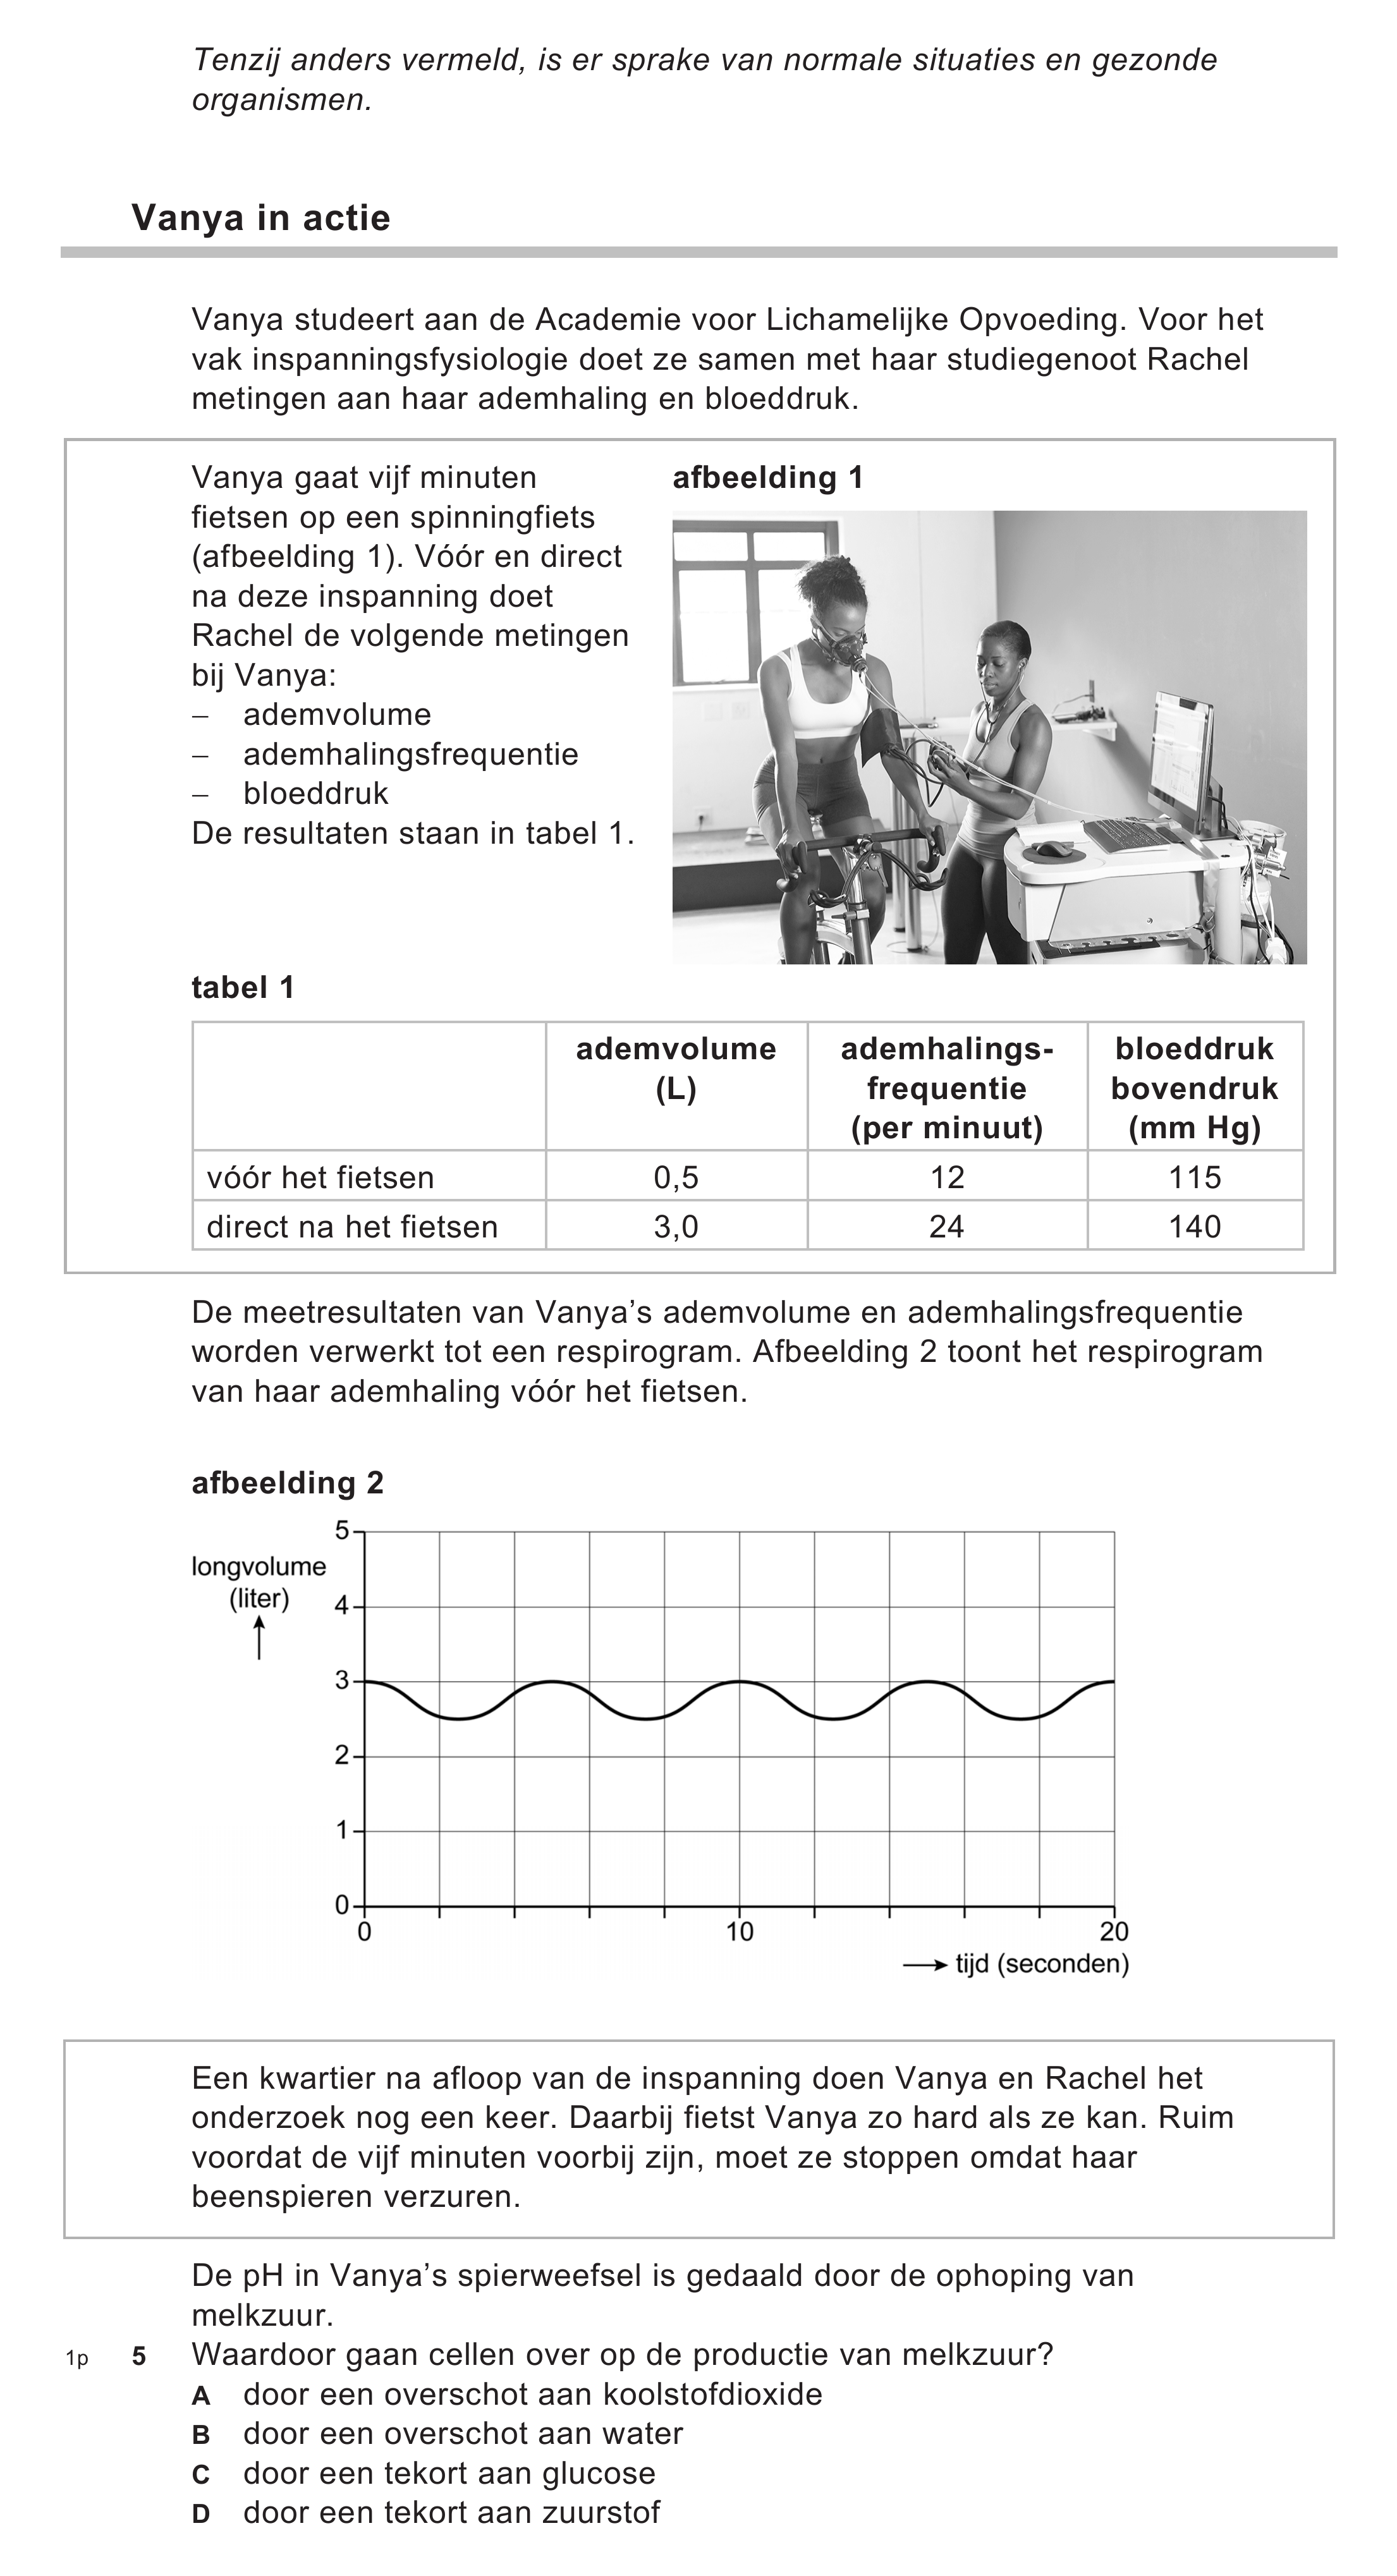 Tenzij anders vermeld, is er sprake van normale situaties en gezonde
organismen.
Vanya in actie
Vanya studeert aan de Academie voor Lichamelijke Opvoeding. Voor het
vak inspanningsfysiologie doet ze samen met haar studiegenoot Rachel
metingen aan haar ademhaling en bloeddruk.
Vanya gaat vijf minuten
fietsen op een spinningfiets
(afbeelding 1). Vóór en direct
na deze inspanning doet
Rachel de volgende metingen
bij Vanya:
– ademvolume
– ademhalingsfrequentie
– bloeddruk
De resultaten staan in tabel 1.
afbeelding 1
tabel 1
ademvolume
(L)
ademhalings-
frequentie
(per minuut)
bloeddruk
bovendruk
(mm Hg)
vóór het fietsen 0,5 12 115
direct na het fietsen 3,0 24 140
De meetresultaten van Vanya's ademvolume en ademhalingsfrequentie
worden verwerkt tot een respirogram. Afbeelding 2 toont het respirogram
van haar ademhaling vóór het fietsen.
afbeelding 2
longvolume
(liter)
5
4
3
2
1
0
0 10 20
tijd (seconden)
Een kwartier na afloop van de inspanning doen Vanya en Rachel het
onderzoek nog een keer. Daarbij fietst Vanya zo hard als ze kan. Ruim
voordat de vijf minuten voorbij zijn, moet ze stoppen omdat haar
beenspieren verzuren.
De pH in Vanya's spierweefsel is gedaald door de ophoping van
melkzuur.
1p 5 Waardoor gaan cellen over op de productie van melkzuur?
A door een overschot aan koolstofdioxide
B door een overschot aan water
C door een tekort aan glucose
D door een tekort aan zuurstof